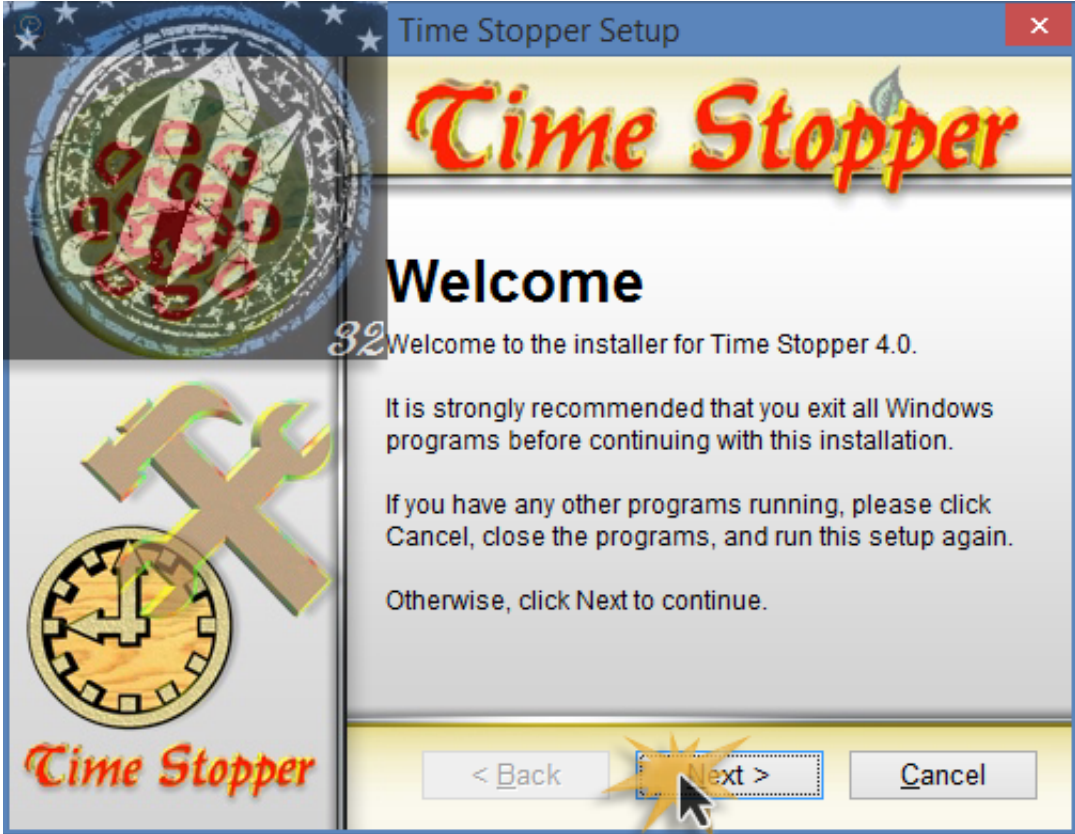 Time Stopper Setup
Time Stopper
32
Welcome
Welcome to the installer for Time Stopper 4.0.
It is strongly recommended that you exit all Windows
programs before continuing with this installation.
If you have any other programs running, please click
Cancel, close the programs, and run this setup again.
Otherwise, click Next to continue.
Time Stopper
< Back
Next >
Cancel